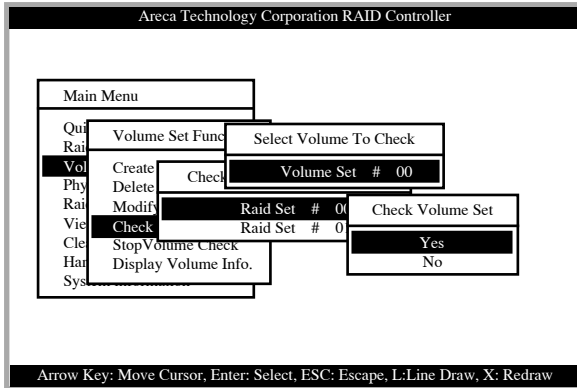 Areca Technology Corporation RAID Controller
Main Menu
Qui
Rai
Vol
Phy
Rai
Vie
Cle
Har
Sys
Volume Set Func
Create
Delete
Modify
Check
StopVolume Check
Display Volume Info.
Check
Raid Set # 00
Raid Set # 0
Select Volume To Check
Volume Set # 00
Check Volume Set
Yes
No
Arrow Key: Move Cursor, Enter: Select, ESC: Escape, L:Line Draw, X: Redraw